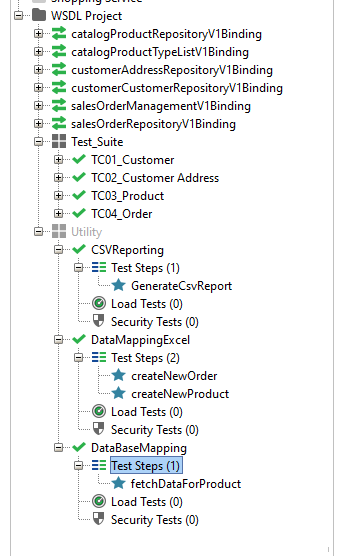 Shopping Service
WSDL Project
catalogProductRepositoryV1Binding
catalogProductTypeListV1Binding
customerAddressRepositoryV1Binding
customerCustomerRepositoryV1Binding
salesOrderManagementV1Binding
salesOrderRepositoryV1Binding
Test_Suite
TC01_Customer
TC02_Customer Address
TC03_Product
TC04_Order
Utility
CSVReporting
Test Steps (1)
GenerateCsvReport
Load Tests (0)
Security Tests (0)
DataMappingExcel
Test Steps (2)
createNewOrder
createNewProduct
Load Tests (0)
Security Tests (0)
DataBaseMapping
Test Steps (1)
fetchDataForProduct
Load Tests (0)
Security Tests (0)